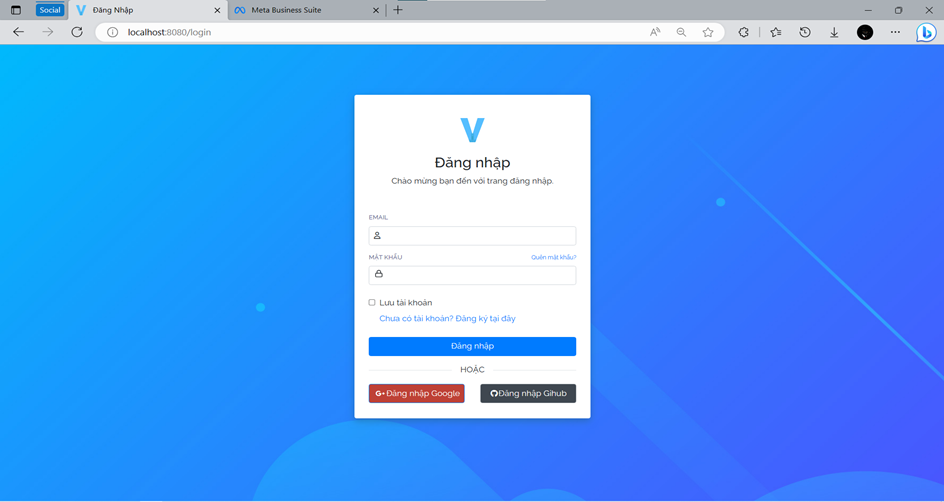 Social
Đăng Nhập
Meta Business Suite
localhost:8080/login
V
Đăng nhập
Chào mừng bạn đến với trang đăng nhập.
EMAIL
MẬT KHẨU
Quên mật khẩu?
Lưu tài khoản
Chưa có tài khoản? Đăng ký tại đây
Đăng nhập
HOẶC
G+ Đăng nhập Google
Đăng nhập Gihub